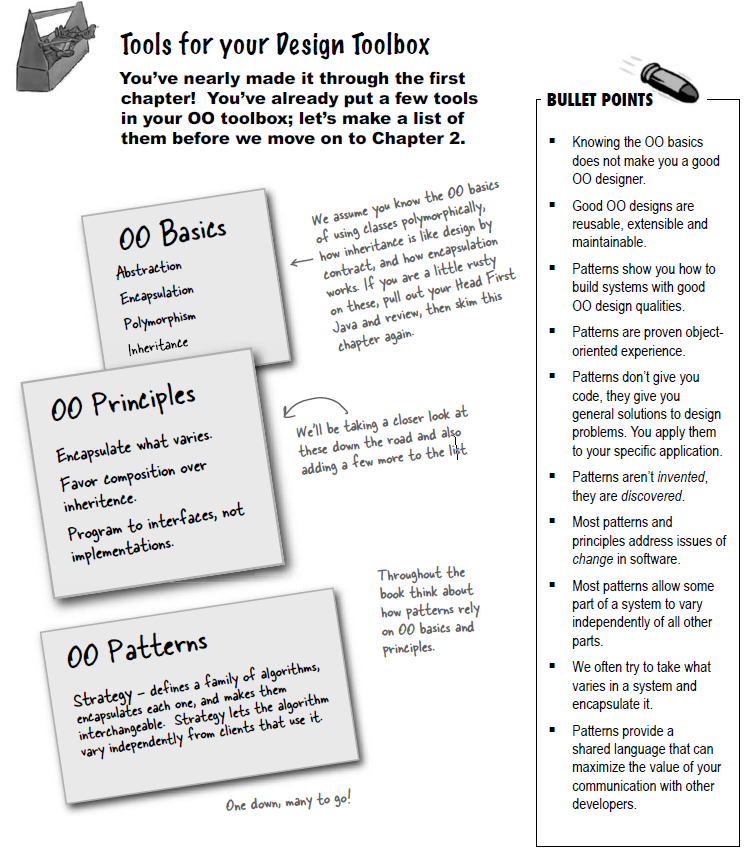 Tools for your Design Toolbox
You've nearly made it through the first
chapter! You've already put a few tools
in your OO toolbox; let's make a list of
them before we move on to Chapter 2.
OO Basics
Abstraction
Encapsulation
Polymorphism
Inheritance
We assume you know the OO basics
of using classes polymorphically,
how inheritance is like design by
contract, and how encapsulation
works. If you are a little rusty
on these, pull out your Head First
Java and review, then skim this
chapter again.
OO Principles
Encapsulate what varies.
Favor composition over
inheritence.
Program to interfaces, not
implementations.
We'll be taking a closer look at
these down the road and also
adding a few more to the list
Throughout the
book think about
how patterns rely
on OO basics and
principles.
OO Patterns
Strategy – defines a family of algorithms,
encapsulates each one, and makes them
interchangeable. Strategy lets the algorithm
vary independently from clients that use it.
One down, many to go!
BULLET POINTS
▪ Knowing the OO basics
does not make you a good
OO designer.
▪ Good OO designs are
reusable, extensible and
maintainable.
▪ Patterns show you how to
build systems with good
OO design qualities.
▪ Patterns are proven object-
oriented experience.
▪ Patterns don't give you
code, they give you
general solutions to design
problems. You apply them
to your specific application.
▪ Patterns aren't invented,
they are discovered.
▪ Most patterns and
principles address issues of
change in software.
▪ Most patterns allow some
part of a system to vary
independently of all other
parts.
▪ We often try to take what
varies in a system and
encapsulate it.
▪ Patterns provide a
shared language that can
maximize the value of your
communication with other
developers.